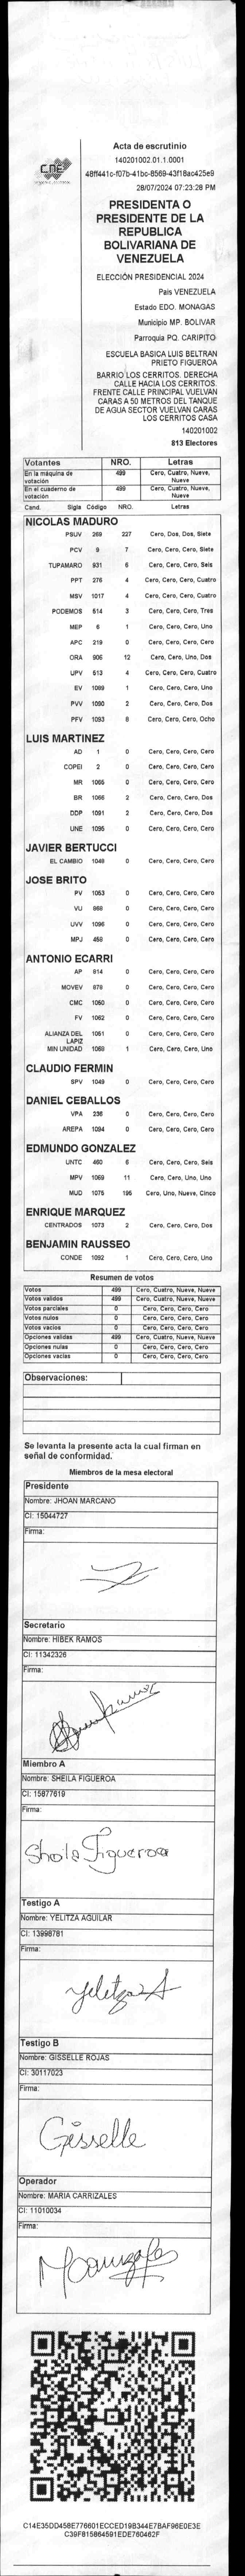 CNE
Acta de escrutinio
140201002.01.1.0001
48ff441c-f07b-41bc-8569-43f18ac425e9
28/07/2024 07:23:28 PM
PRESIDENTA O
PRESIDENTE DE LA
REPUBLICA
BOLIVARIANA DE
VENEZUELA
ELECCIÓN PRESIDENCIAL 2024
País VENEZUELA
Estado EDO. MONAGAS
Municipio MP. BOLIVAR
Parroquia PQ. CARIPITO
ESCUELA BASICA LUIS BELTRAN
PRIETO FIGUEROA
BARRIO LOS CERRITOS. DERECHA
CALLE HACIA LOS CERRITOS.
FRENTE CALLE PRINCIPAL VUELVAN
CARAS A 50 METROS DEL TANQUE
DE AGUA SECTOR VUELVAN CARAS
LOS CERRITOS CASA
140201002
813 Electores
Votantes NRO. Letras
En la máquina de votación 499 Cero, Cuatro, Nueve, Nueve
En el cuaderno de votación 499 Cero, Cuatro, Nueve, Nueve
Cand. Sigla Código NRO. Letras
NICOLAS MADURO
PSUV 269 227 Cero, Dos, Dos, Siete
PCV 9 7 Cero, Cero, Cero, Siete
TUPAMARO 931 6 Cero, Cero, Cero, Seis
PPT 276 4 Cero, Cero, Cero, Cuatro
MSV 1017 4 Cero, Cero, Cero, Cuatro
PODEMOS 514 3 Cero, Cero, Cero, Tres
MEP 6 1 Cero, Cero, Cero, Uno
APC 219 0 Cero, Cero, Cero, Cero
ORA 906 12 Cero, Cero, Uno, Dos
UPV 513 4 Cero, Cero, Cero, Cuatro
EV 1089 1 Cero, Cero, Cero, Uno
PVV 1090 2 Cero, Cero, Cero, Dos
PFV 1093 8 Cero, Cero, Cero, Ocho
LUIS MARTINEZ
AD 1 0 Cero, Cero, Cero, Cero
COPEI 2 0 Cero, Cero, Cero, Cero
MR 1065 0 Cero, Cero, Cero, Cero
BR 1066 2 Cero, Cero, Cero, Dos
DDP 1091 2 Cero, Cero, Cero, Dos
UNE 1095 0 Cero, Cero, Cero, Cero
JAVIER BERTUCCI
EL CAMBIO 1048 0 Cero, Cero, Cero, Cero
JOSE BRITO
PV 1053 0 Cero, Cero, Cero, Cero
VU 868 0 Cero, Cero, Cero, Cero
UVV 1096 0 Cero, Cero, Cero, Cero
MPJ 458 0 Cero, Cero, Cero, Cero
ANTONIO ECARRI
AP 814 0 Cero, Cero, Cero, Cero
MOVEV 878 0 Cero, Cero, Cero, Cero
CMC 1050 0 Cero, Cero, Cero, Cero
FV 1062 0 Cero, Cero, Cero, Cero
ALIANZA DEL LAPIZ 1051 0 Cero, Cero, Cero, Cero
MIN UNIDAD 1068 1 Cero, Cero, Cero, Uno
CLAUDIO FERMIN
SPV 1049 0 Cero, Cero, Cero, Cero
DANIEL CEBALLOS
VPA 236 0 Cero, Cero, Cero, Cero
AREPA 1094 0 Cero, Cero, Cero, Cero
EDMUNDO GONZALEZ
UNTC 460 6 Cero, Cero, Cero, Seis
MPV 1069 11 Cero, Cero, Uno, Uno
MUD 1075 195 Cero, Uno, Nueve, Cinco
ENRIQUE MARQUEZ
CENTRADOS 1073 2 Cero, Cero, Cero, Dos
BENJAMIN RAUSSEO
CONDE 1092 1 Cero, Cero, Cero, Uno
Resumen de votos
Votos 499 Cero, Cuatro, Nueve, Nueve
Votos validos 499 Cero, Cuatro, Nueve, Nueve
Votos parciales 0 Cero, Cero, Cero, Cero
Votos nulos 0 Cero, Cero, Cero, Cero
Votos vacios 0 Cero, Cero, Cero, Cero
Opciones validas 499 Cero, Cuatro, Nueve, Nueve
Opciones nulas 0 Cero, Cero, Cero, Cero
Opciones vacias 0 Cero, Cero, Cero, Cero
Observaciones:
Se levanta la presente acta la cual firman en
señal de conformidad.
Miembros de la mesa electoral
Presidente
Nombre: JHOAN MARCANO
CI: 15044727
Firma:
Secretario
Nombre: HIBEK RAMOS
CI: 11342326
Firma:
Miembro A
Nombre: SHEILA FIGUEROA
CI: 15877619
Firma:
Sheila Figueroa
Testigo A
Nombre: YELITZA AGUILAR
CI: 13998781
Firma:
Yelitza A
Testigo B
Nombre: GISSELLE ROJAS
CI: 30117023
Firma:
Gisselle
Operador
Nombre: MARIA CARRIZALES
CI: 11010034
Firma:
C14E35DD458E776601ECCED19B344E7BAF96E0E3E
C39F815864591EDE760462F